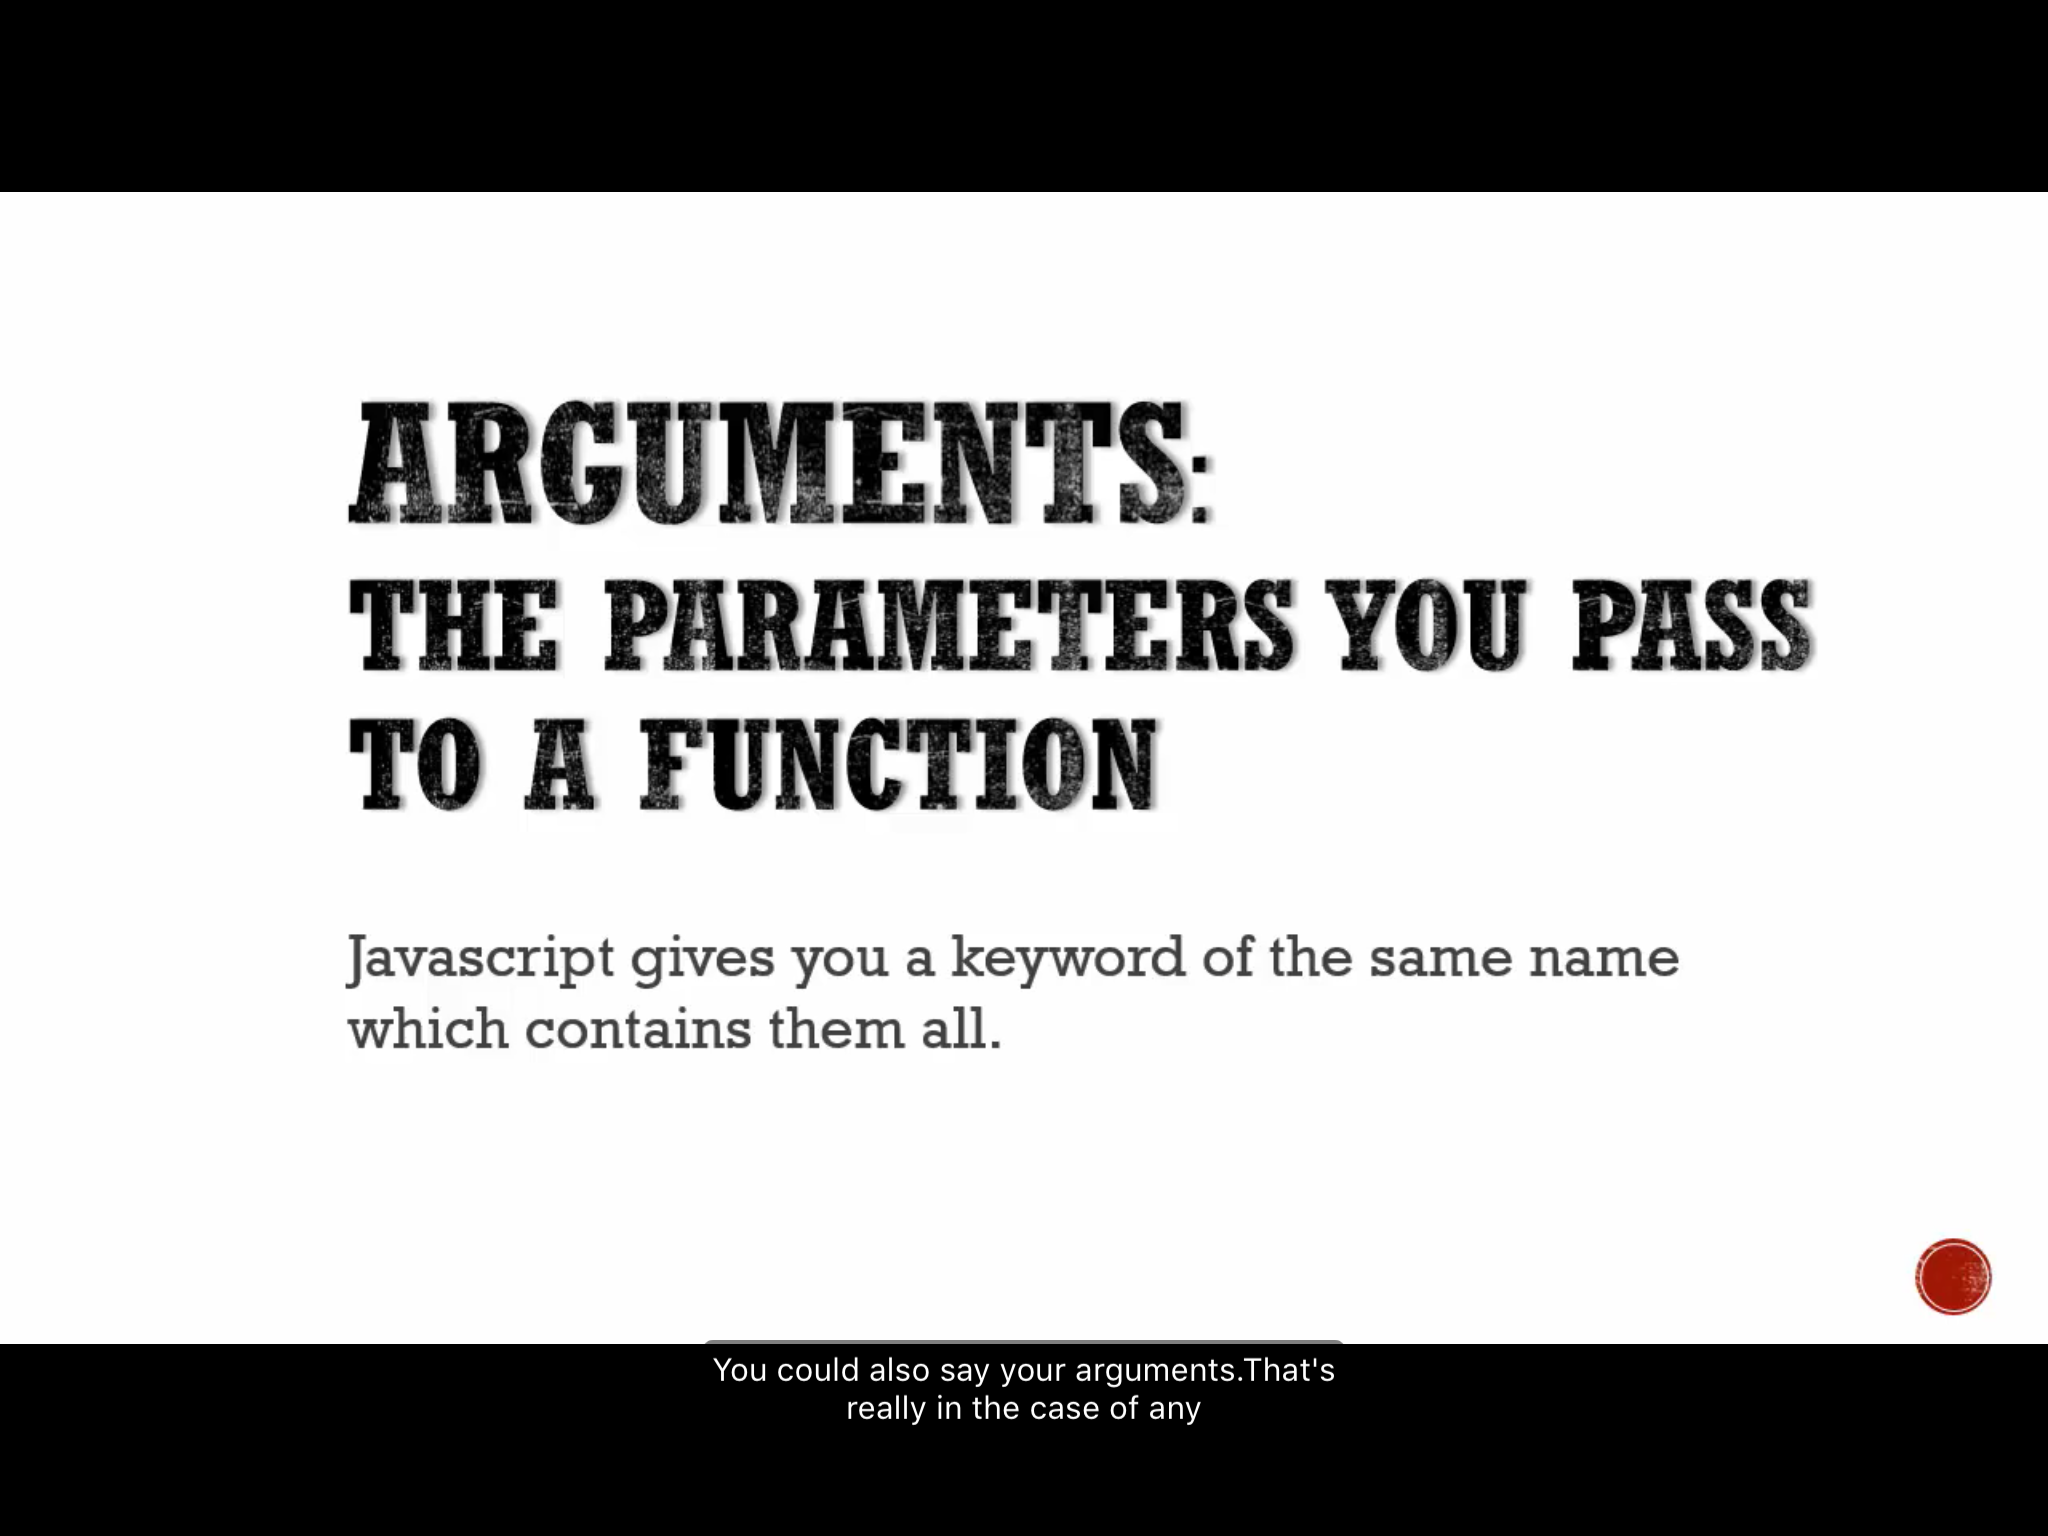 ARGUMENTS:
THE PARAMETERS YOU PASS
TO A FUNCTION
Javascript gives you a keyword of the same name
which contains them all.
You could also say your arguments.That's
really in the case of any